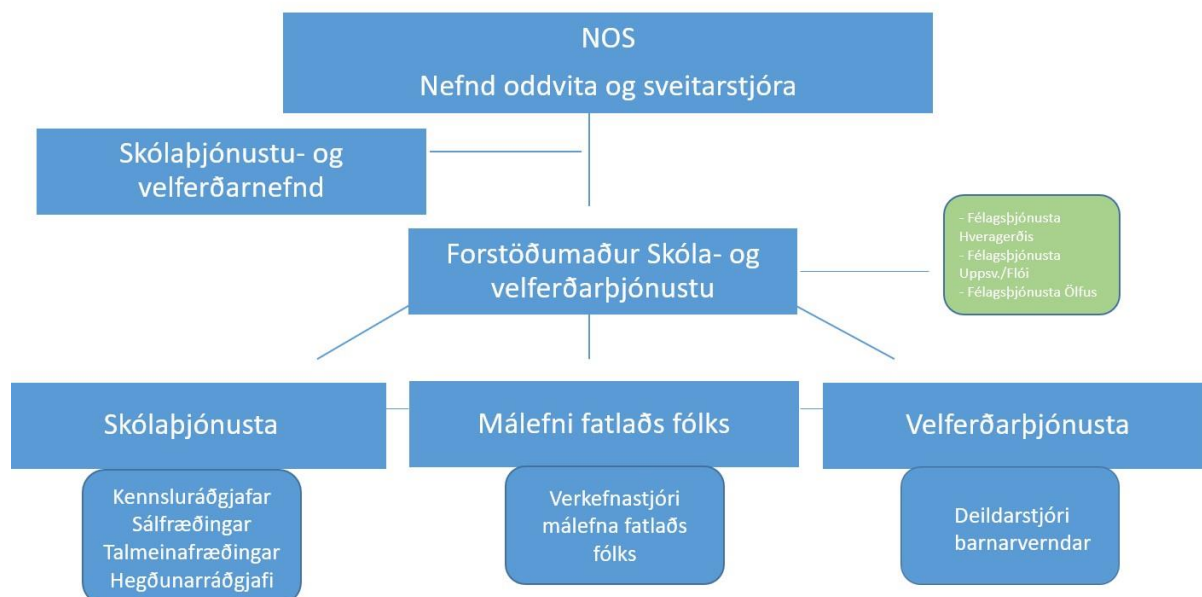 NOS
Nefnd oddvita og sveitarstjóra
Skólaþjónustu- og
velferðarnefnd
- Félagsþjónusta
Hveragerðis
- Félagsþjónusta
Uppsv./Flói
- Félagsþjónusta Ölfus
Forstöðumaður Skóla- og
velferðarþjónustu
Skólaþjónusta
Málefni fatlaðs fólks
Velferðarþjónusta
Kennsluráðgjafar
Sálfræðingar
Talmeinafræðingar
Hegðunarráðgjafi
Verkefnastjóri
málefna fatlaðs
fólks
Deildarstjóri
barnarverndar